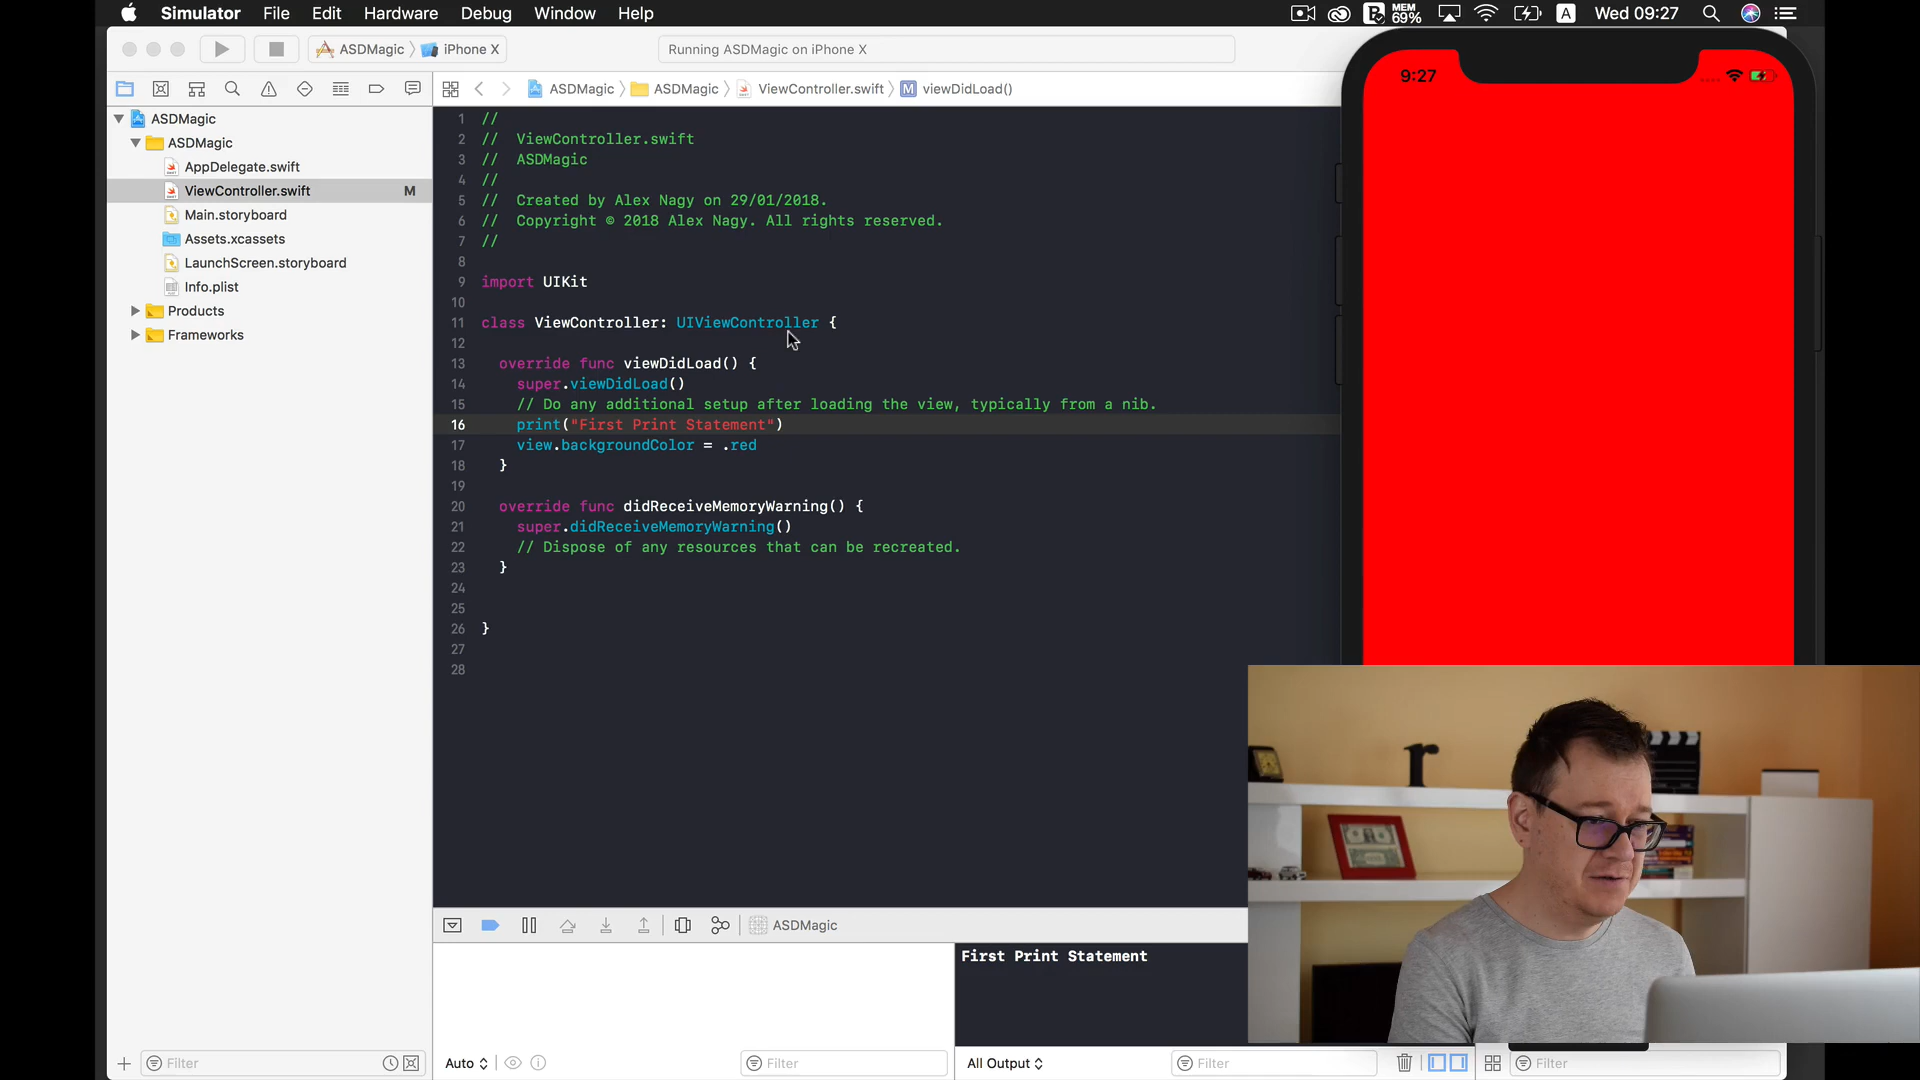 Simulator File Edit Hardware Debug Window Help
MEM 69% A Wed 09:27
ASDMagic iPhone X
Running ASDMagic on iPhone X
9:27
ASDMagic ASDMagic ViewController.swift M viewDidLoad()
ASDMagic
ASDMagic
AppDelegate.swift
ViewController.swift M
Main.storyboard
Assets.xcassets
LaunchScreen.storyboard
Info.plist
Products
Frameworks
1 //
2 // ViewController.swift
3 // ASDMagic
4 //
5 // Created by Alex Nagy on 29/01/2018.
6 // Copyright © 2018 Alex Nagy. All rights reserved.
7 //
8
9 import UIKit
10
11 class ViewController: UIViewController {
12
13 override func viewDidLoad() {
14 super.viewDidLoad()
15 // Do any additional setup after loading the view, typically from a nib.
16 print("First Print Statement")
17 view.backgroundColor = .red
18 }
19
20 override func didReceiveMemoryWarning() {
21 super.didReceiveMemoryWarning()
22 // Dispose of any resources that can be recreated.
23 }
24
25
26 }
27
28
ASDMagic
First Print Statement
Filter
Auto
Filter
All Output
Filter
Filter